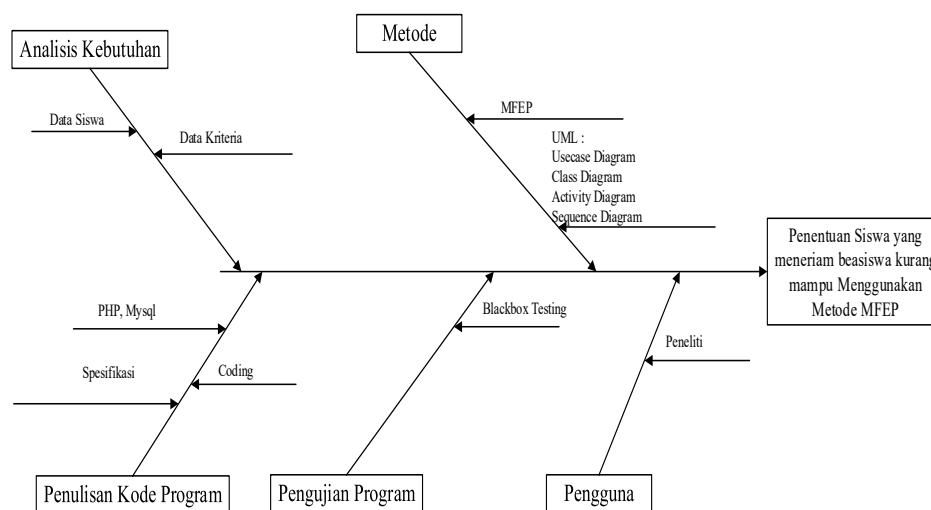 Analisis Kebutuhan
Metode
Data Siswa
Data Kriteria
MFEP
UML :
Usecase Diagram
Class Diagram
Activity Diagram
Sequence Diagram
Penentuan Siswa yang
meneriam beasiswa kurang
mampu Menggunakan
Metode MFEP
PHP, Mysql
Spesifikasi
Coding
Blackbox Testing
Peneliti
Penulisan Kode Program
Pengujian Program
Pengguna